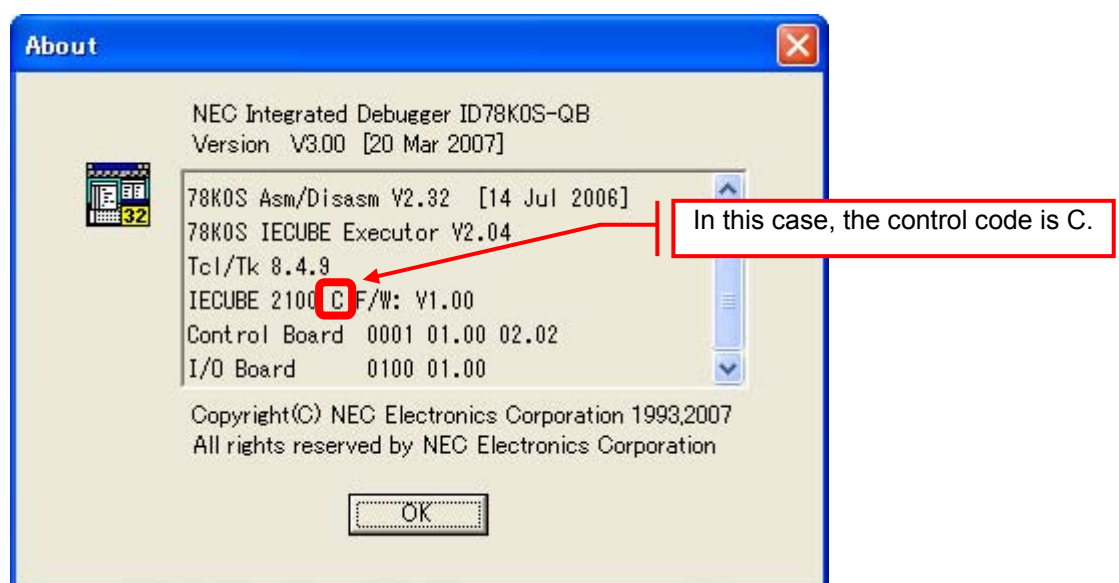 About
NEC Integrated Debugger ID78K0S-QB
Version V3.00 [20 Mar 2007]
32
78K0S Asm/Disasm V2.32 [14 Jul 2006]
78K0S IECUBE Executor V2.04
Tcl/Tk 8.4.9
IECUBE 2100 C F/W: V1.00
Control Board 0001 01.00 02.02
I/O Board 0100 01.00
In this case, the control code is C.
Copyright(C) NEC Electronics Corporation 1993,2007
All rights reserved by NEC Electronics Corporation
OK